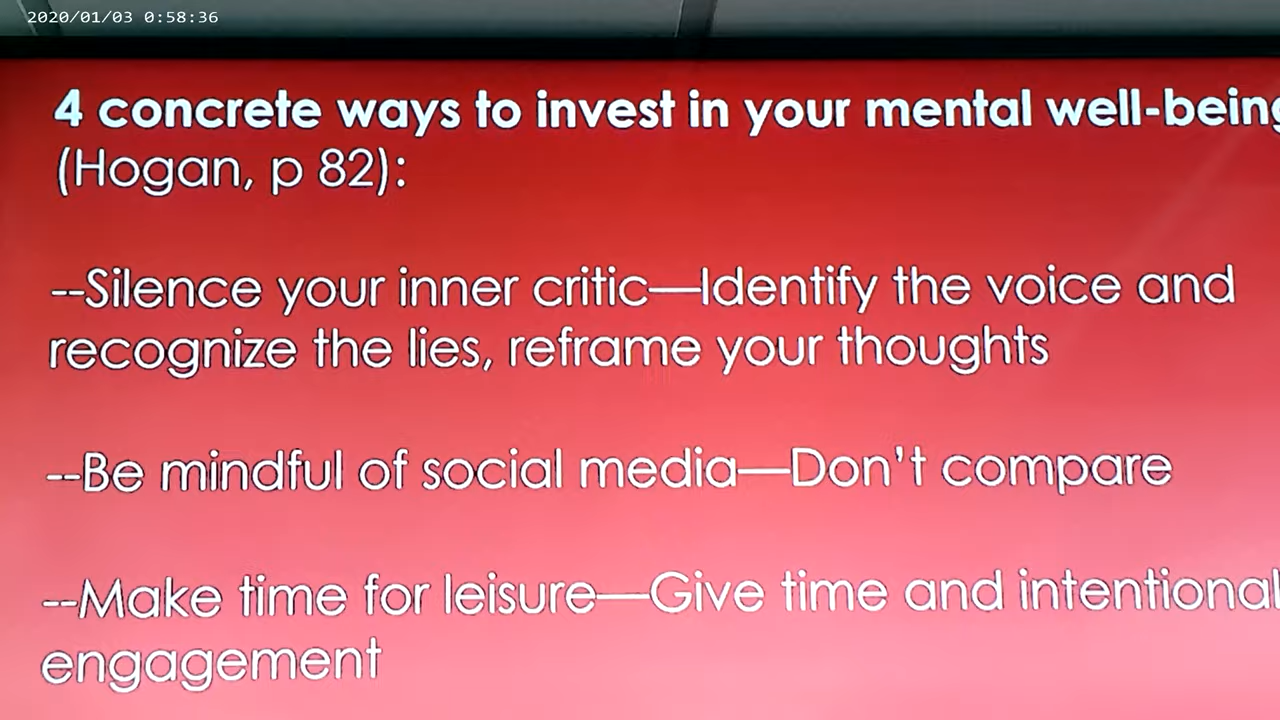 2020/01/03 0:58:36
4 concrete ways to invest in your mental well-being
(Hogan, p 82):
--Silence your inner critic—Identify the voice and
recognize the lies, reframe your thoughts
--Be mindful of social media—Don't compare
--Make time for leisure—Give time and intentional
engagement